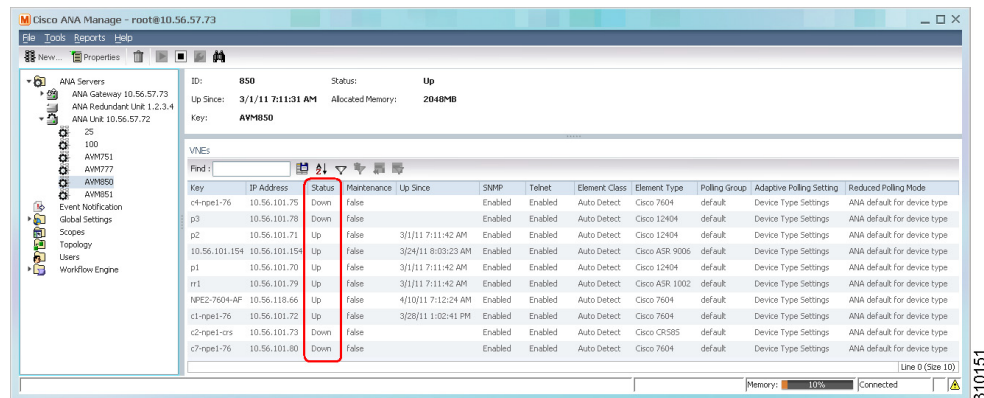 Cisco ANA Manage - root@10.56.57.73
File Tools Reports Help
New... Properties
ANA Servers
ANA Gateway 10.56.57.73
ANA Redundant Unit 1.2.3.4
ANA Unit 10.56.57.72
25
100
AVM751
AVM777
AVM850
AVM851
Event Notification
Global Settings
Scopes
Topology
Users
Workflow Engine
ID: 850 Status: Up
Up Since: 3/1/11 7:11:31 AM Allocated Memory: 2048MB
Key: AVM850
VNEs
Find :
Key IP Address Status Maintenance Up Since SNMP Telnet Element Class Element Type Polling Group Adaptive Polling Setting Reduced Polling Mode
c4-npe1-76 10.56.101.75 Down false Enabled Enabled Auto Detect Cisco 7604 default Device Type Settings ANA default for device type
p3 10.56.101.78 Down false Enabled Enabled Auto Detect Cisco 12404 default Device Type Settings ANA default for device type
p2 10.56.101.71 Up false 3/1/11 7:11:42 AM Enabled Enabled Auto Detect Cisco 12404 default Device Type Settings ANA default for device type
10.56.101.154 10.56.101.154 Up false 3/24/11 8:03:23 AM Enabled Enabled Auto Detect Cisco ASR 9006 default Device Type Settings ANA default for device type
p1 10.56.101.70 Up false 3/1/11 7:11:42 AM Enabled Enabled Auto Detect Cisco 12404 default Device Type Settings ANA default for device type
rr1 10.56.101.79 Up false 3/1/11 7:11:42 AM Enabled Enabled Auto Detect Cisco ASR 1002 default Device Type Settings ANA default for device type
NPE2-7604-AF 10.56.118.66 Up false 4/10/11 7:12:24 AM Enabled Enabled Auto Detect Cisco 7604 default Device Type Settings ANA default for device type
c1-npe1-76 10.56.101.72 Up false 3/28/11 1:02:41 PM Enabled Enabled Auto Detect Cisco 7604 default Device Type Settings ANA default for device type
c2-npe1-crs 10.56.101.73 Down false Enabled Enabled Auto Detect Cisco CRS8S default Device Type Settings ANA default for device type
c7-npe1-76 10.56.101.80 Down false Enabled Enabled Auto Detect Cisco 7604 default Device Type Settings ANA default for device type
Line 0 (Size 10)
Memory: 10% Connected
310151